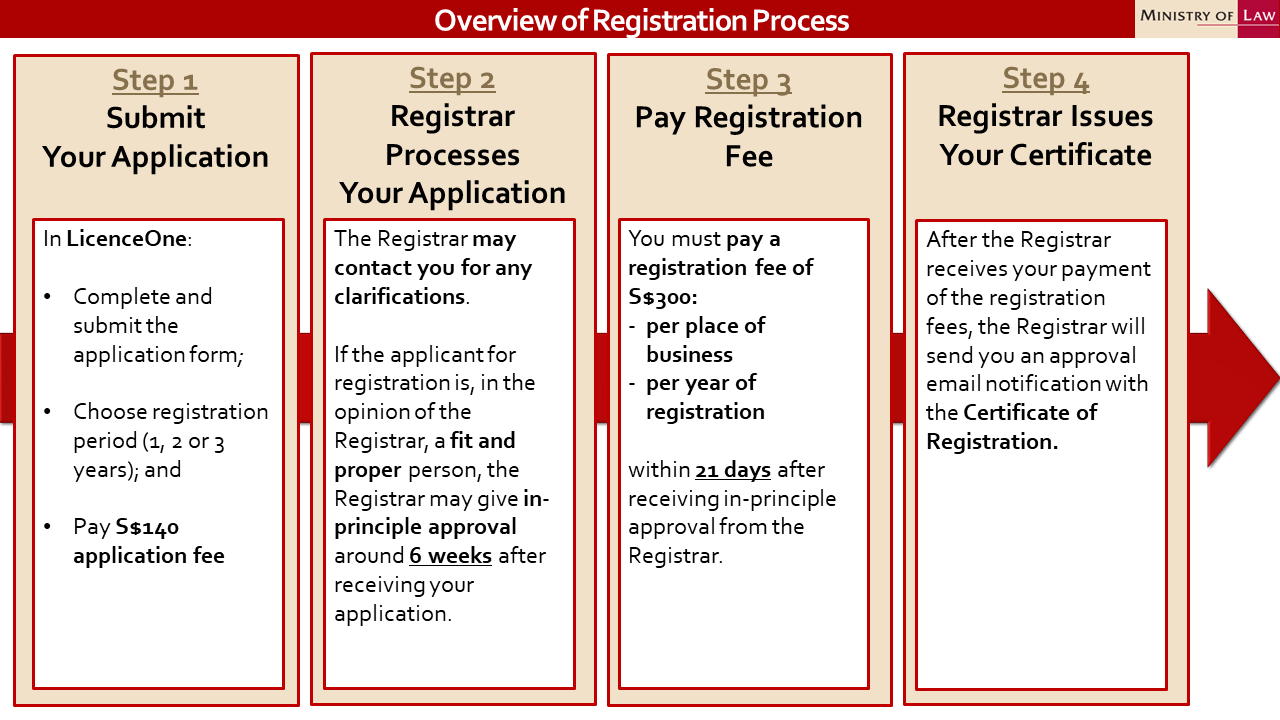 Overview of Registration Process
MINISTRY OF LAW
Step 1
Submit
Your Application
In LicenceOne:
• Complete and
submit the
application form;
• Choose registration
period (1, 2 or 3
years); and
• Pay S$140
application fee
Step 2
Registrar
Processes
Your Application
The Registrar may
contact you for any
clarifications.
If the applicant for
registration is, in the
opinion of the
Registrar, a fit and
proper person, the
Registrar may give in-
principle approval
around 6 weeks after
receiving your
application.
Step 3
Pay Registration
Fee
You must pay a
registration fee of
S$300:
- per place of
business
- per year of
registration
within 21 days after
receiving in-principle
approval from the
Registrar.
Step 4
Registrar Issues
Your Certificate
After the Registrar
receives your payment
of the registration
fees, the Registrar will
send you an approval
email notification with
the Certificate of
Registration.